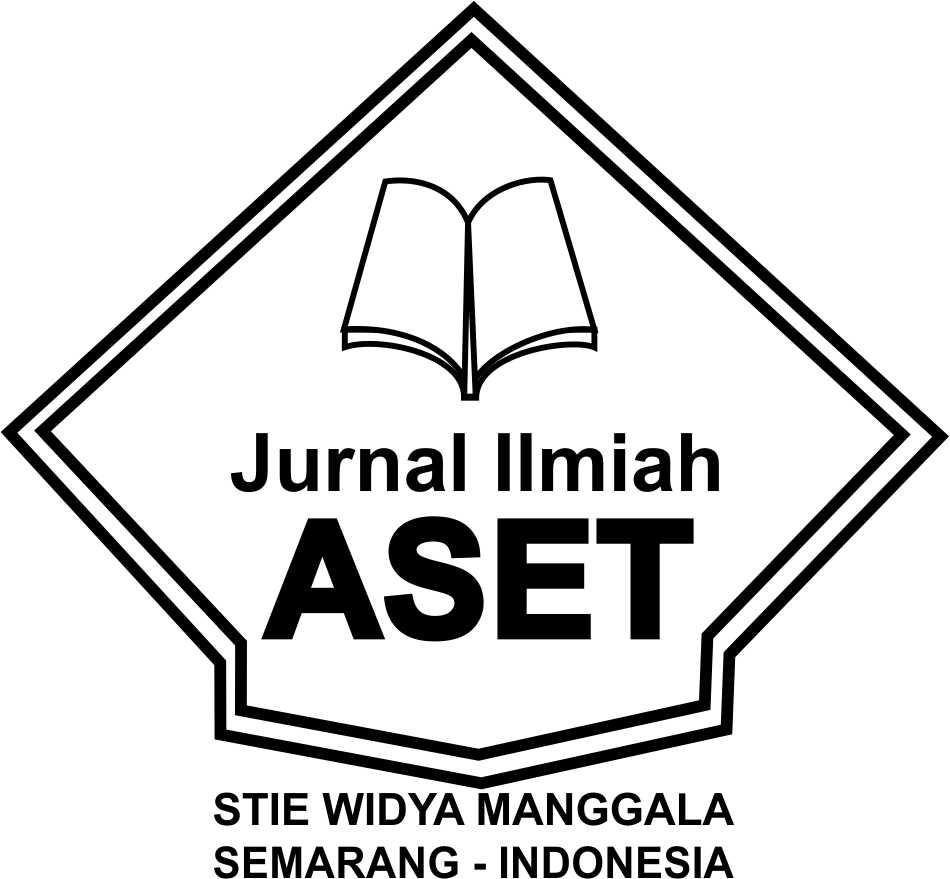 Jurnal Ilmiah
ASET
STIE WIDYA MANGGALA
SEMARANG - INDONESIA